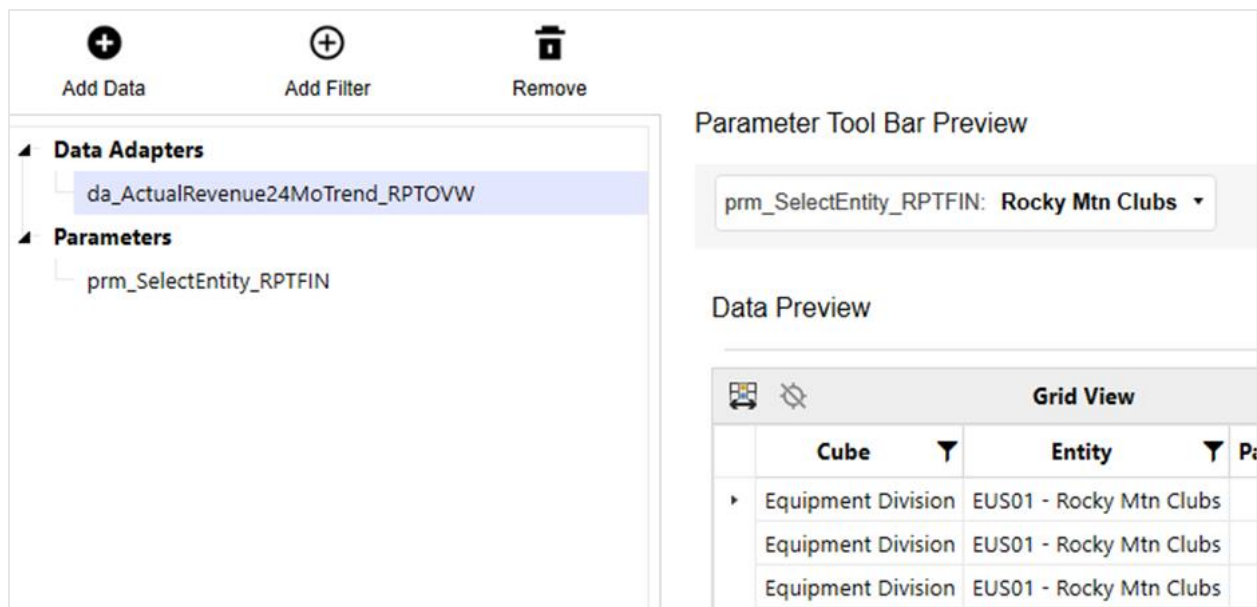 Add Data
Add Filter
Remove
Data Adapters
da_ActualRevenue24MoTrend_RPTOVW
Parameters
prm_SelectEntity_RPTFIN
Parameter Tool Bar Preview
prm_SelectEntity_RPTFIN: Rocky Mtn Clubs
Data Preview
Grid View
Cube Entity
Equipment Division EUS01 - Rocky Mtn Clubs
Equipment Division EUS01 - Rocky Mtn Clubs
Equipment Division EUS01 - Rocky Mtn Clubs